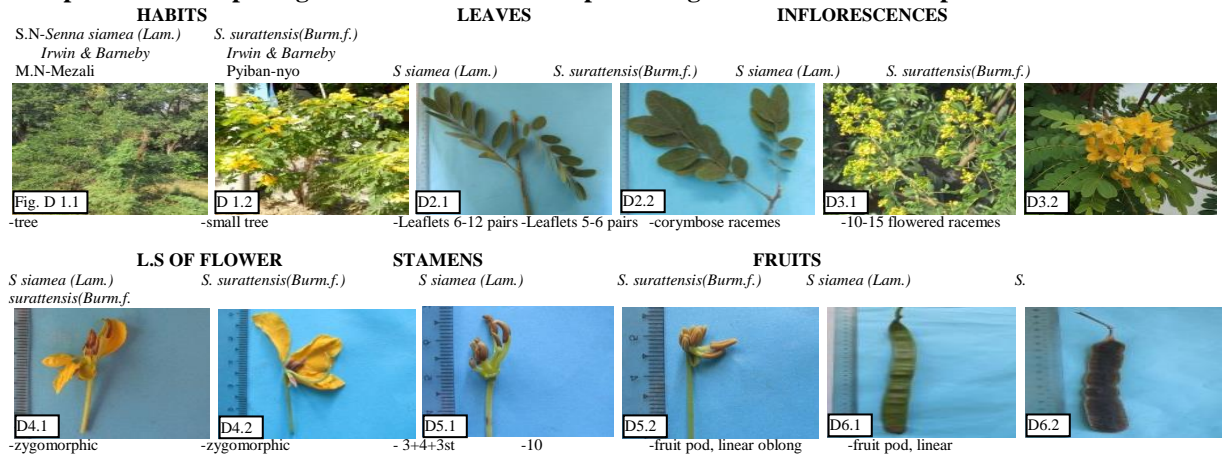 HABITS LEAVES INFLORESCENCES
S.N-Senna siamea (Lam.) S. surattensis(Burm.f.)
Irwin & Barneby Irwin & Barneby
M.N-Mezali Pyiban-nyo S siamea (Lam.) S. surattensis(Burm.f.) S siamea (Lam.) S. surattensis(Burm.f.)
Fig. D 1.1 D 1.2 D2.1 D2.2 D3.1 D3.2
-tree -small tree -Leaflets 6-12 pairs -Leaflets 5-6 pairs -corymbose racemes -10-15 flowered racemes
L.S OF FLOWER STAMENS FRUITS
S siamea (Lam.) S. surattensis(Burm.f.) S siamea (Lam.) S. surattensis(Burm.f.) S siamea (Lam.) S.
surattensis(Burm.f.
D4.1 D4.2 D5.1 D5.2 D6.1 D6.2
-zygomorphic -zygomorphic - 3+4+3st -10 -fruit pod, linear oblong -fruit pod, linear